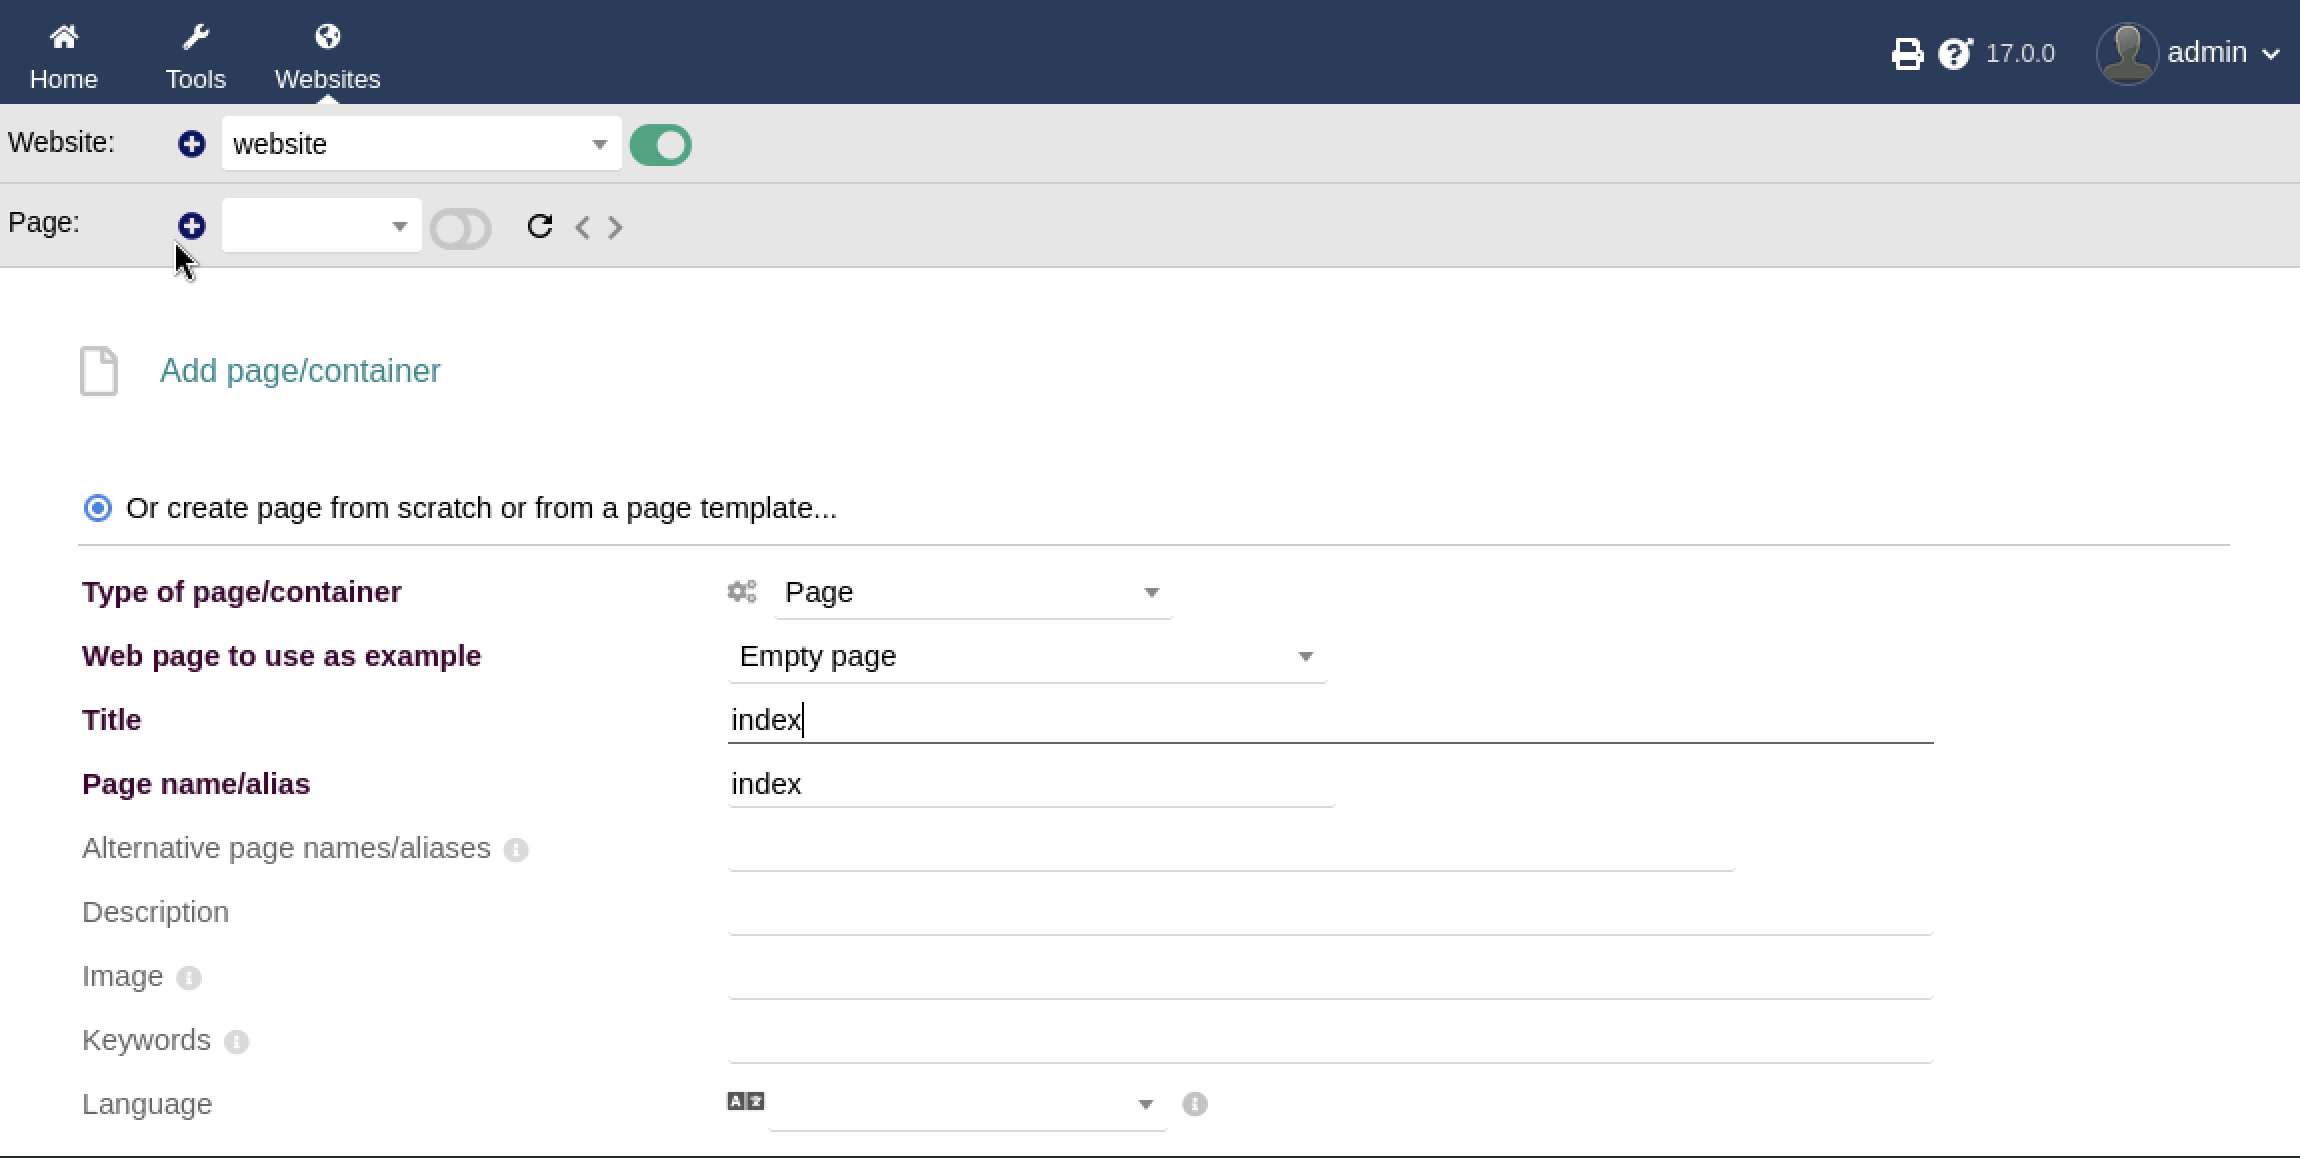 Home Tools Websites 17.0.0 admin
Website: website
Page:
Add page/container
Or create page from scratch or from a page template...
Type of page/container Page
Web page to use as example Empty page
Title index
Page name/alias index
Alternative page names/aliases
Description
Image
Keywords
Language